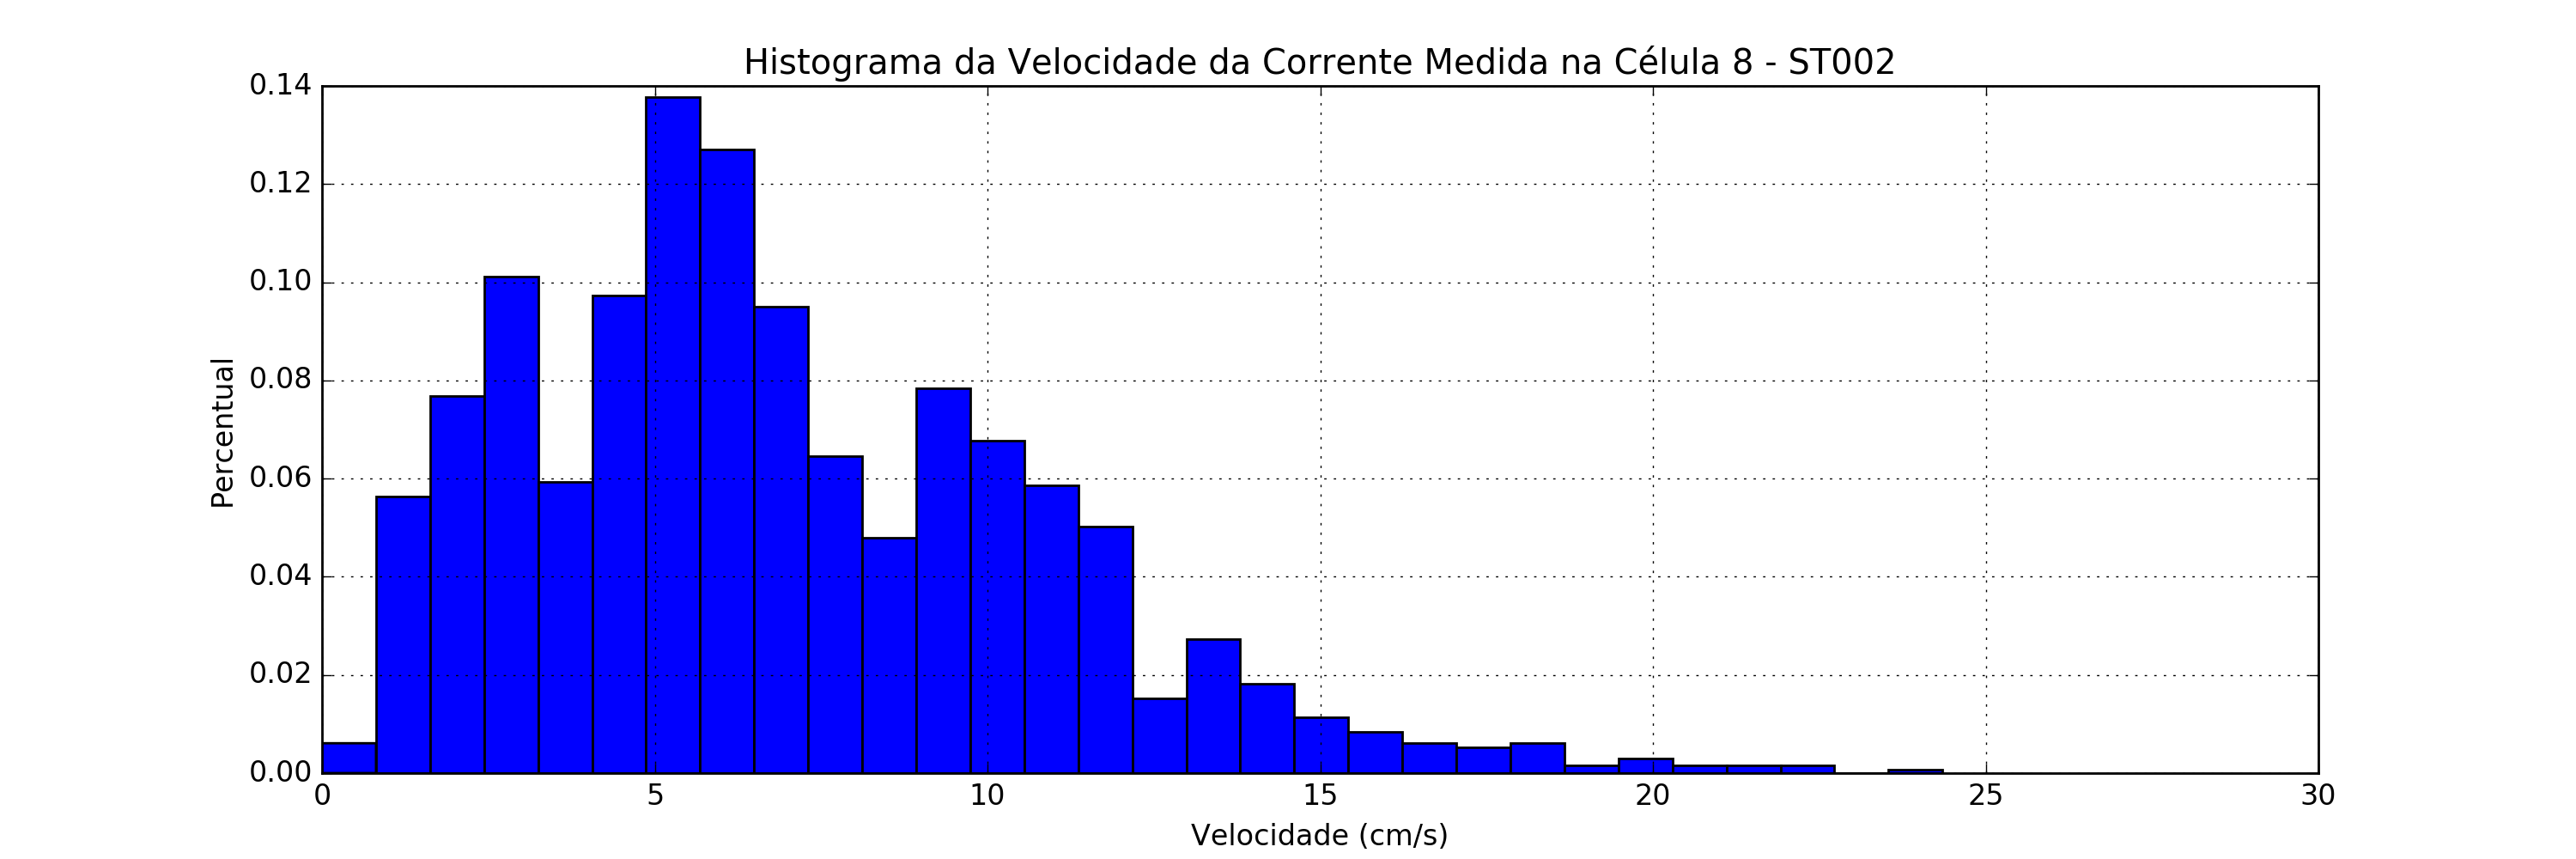 Histograma da Velocidade da Corrente Medida na Célula 8 - ST002
0.14
0.12
0.10
0.08
0.06
0.04
0.02
0.00
Percentual
0 5 10 15 20 25 30
Velocidade (cm/s)